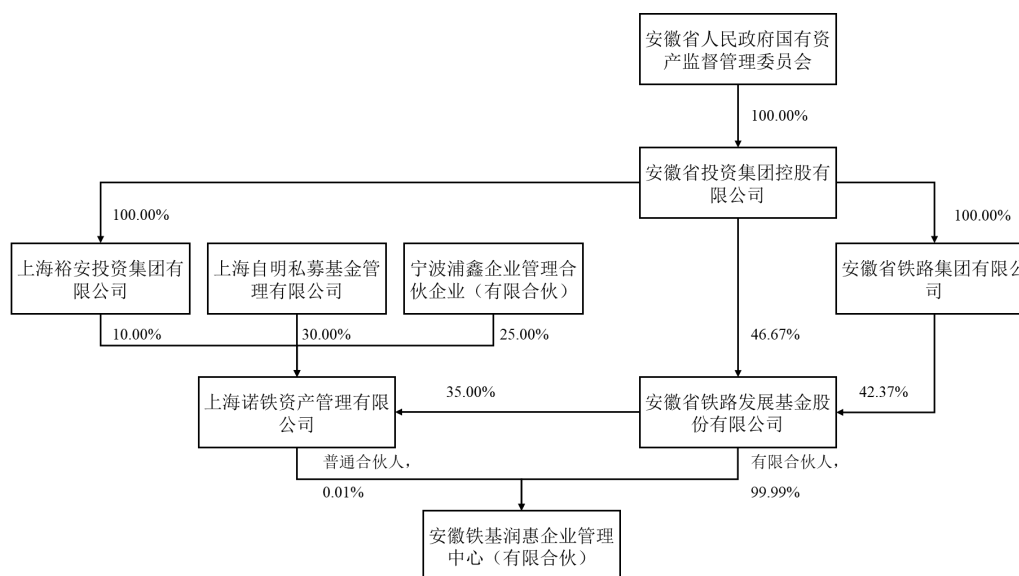 安徽省人民政府国有资
产监督管理委员会
100.00%
安徽省投资集团控股有
限公司
100.00%
100.00%
上海裕安投资集团有
限公司
上海自明私募基金管
理有限公司
宁波浦鑫企业管理合
伙企业（有限合伙）
安徽省铁路集团有限公
司
10.00%
30.00%
25.00%
46.67%
上海诺铁资产管理有限
公司
35.00%
安徽省铁路发展基金股
份有限公司
42.37%
普通合伙人，
0.01%
有限合伙人，
99.99%
安徽铁基润惠企业管理
中心（有限合伙）